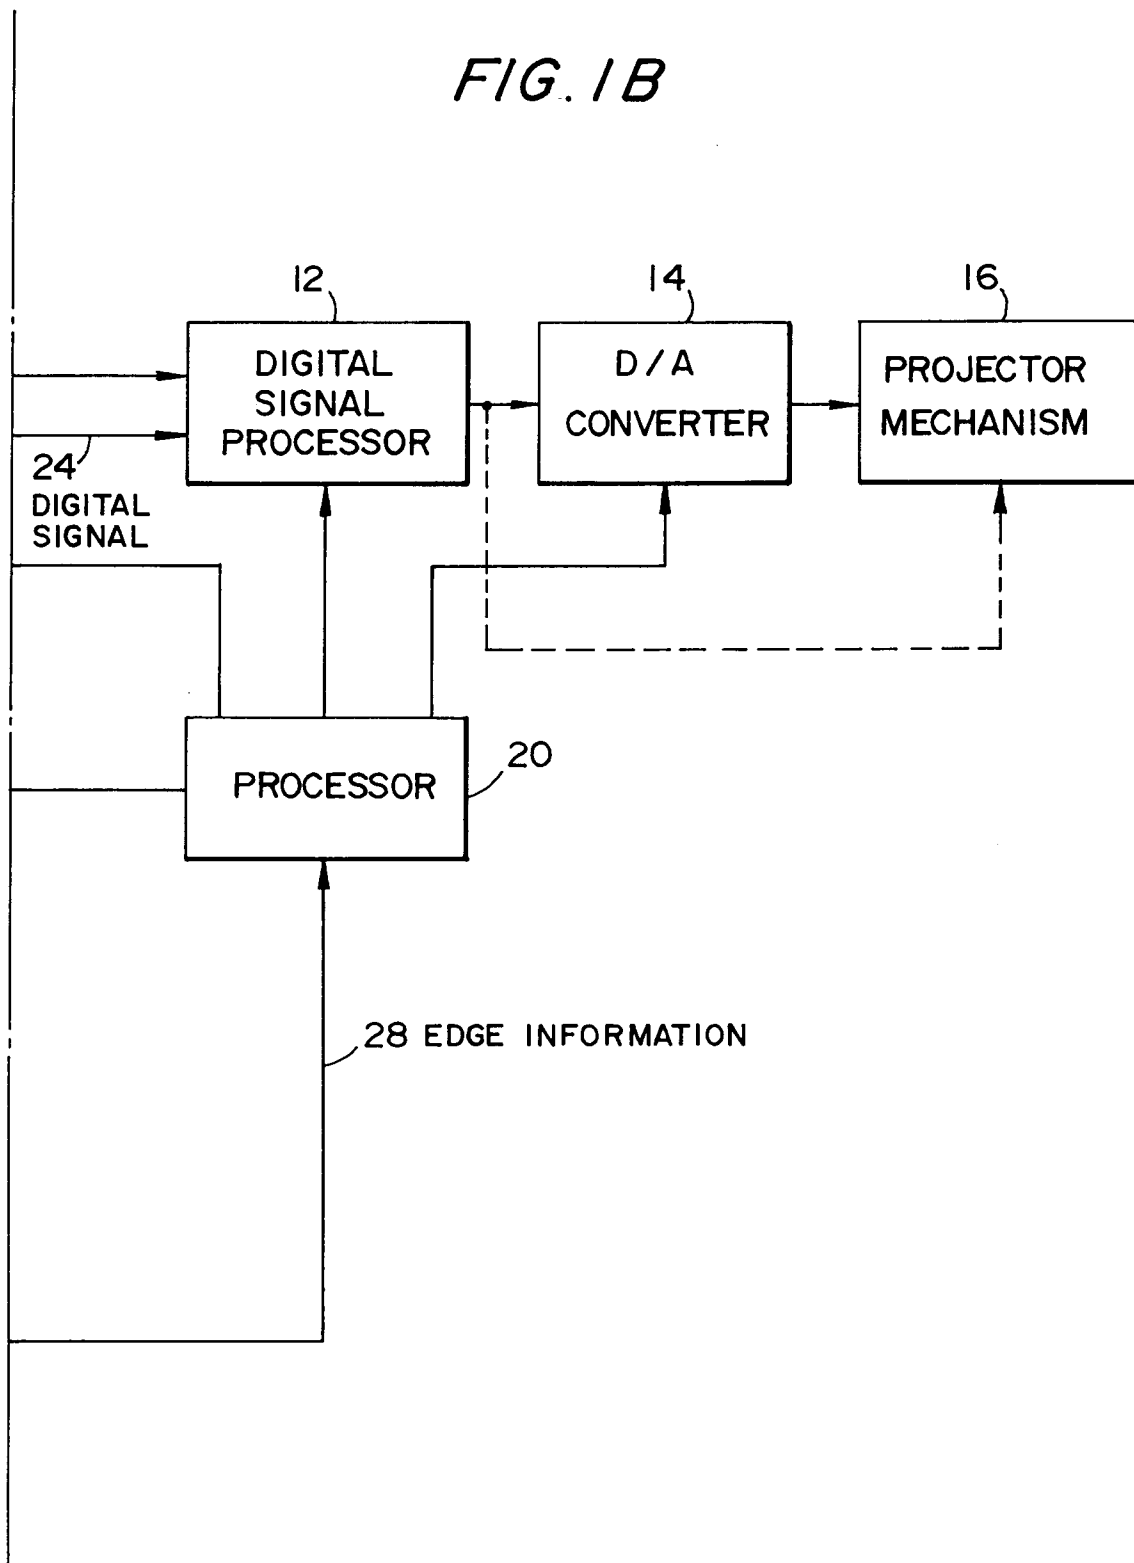 FIG. 1B
12
14
16
DIGITAL
SIGNAL
PROCESSOR
D/A
CONVERTER
PROJECTOR
MECHANISM
24
DIGITAL
SIGNAL
PROCESSOR
20
28 EDGE INFORMATION